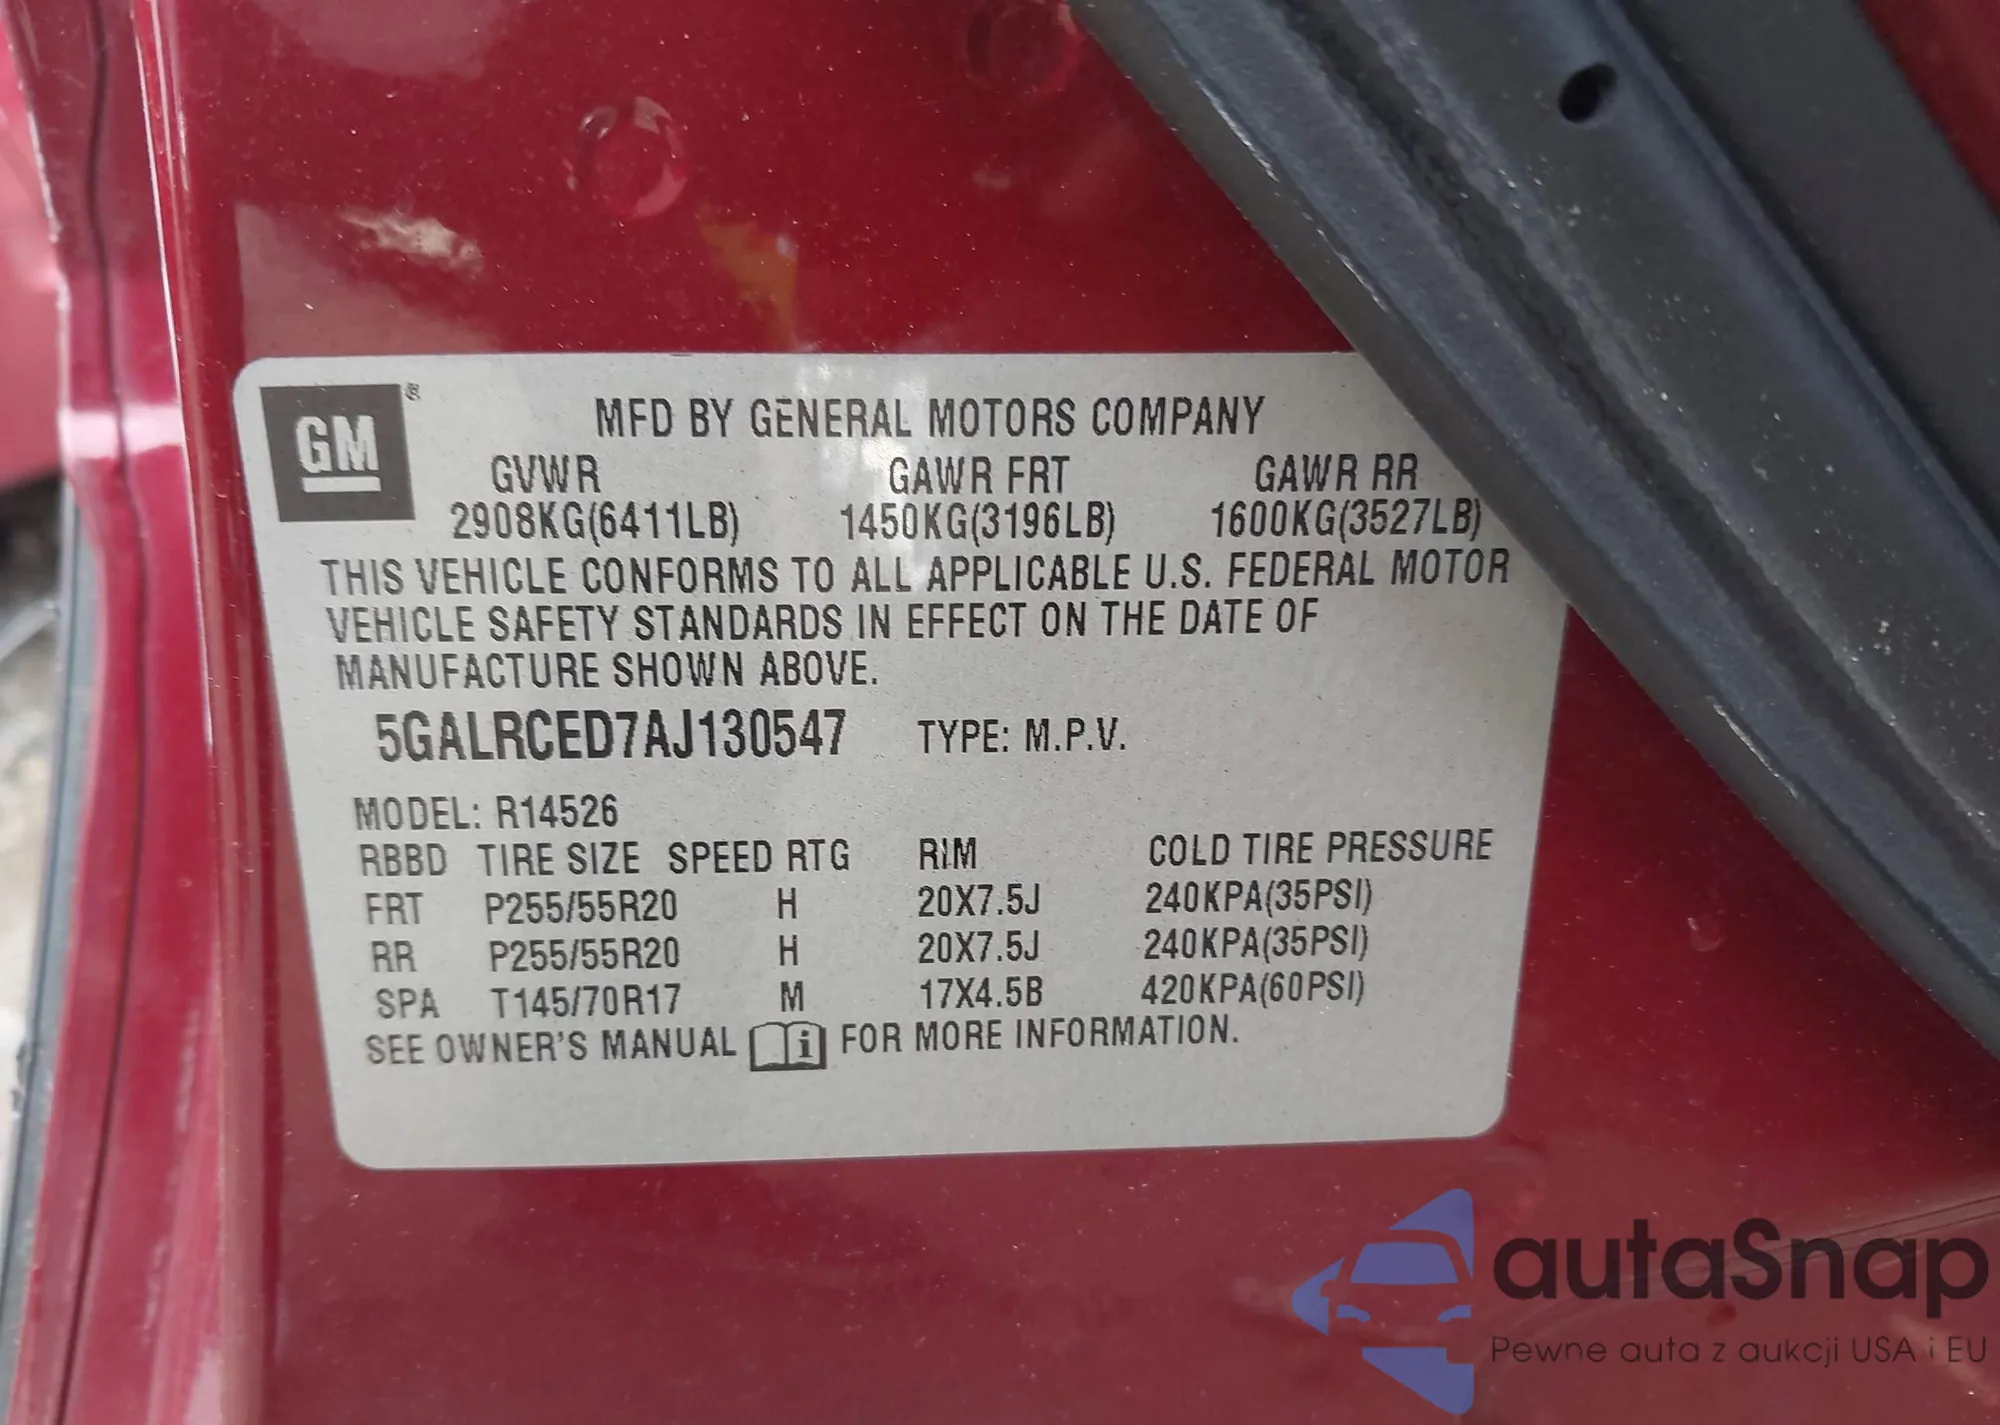 GM ®
MFD BY GENERAL MOTORS COMPANY
GVWR GAWR FRT GAWR RR
2908KG(6411LB) 1450KG(3196LB) 1600KG(3527LB)
THIS VEHICLE CONFORMS TO ALL APPLICABLE U.S. FEDERAL MOTOR
VEHICLE SAFETY STANDARDS IN EFFECT ON THE DATE OF
MANUFACTURE SHOWN ABOVE.
5GALRCED7AJ130547 TYPE: M.P.V.
MODEL: R14526
RBBD TIRE SIZE SPEED RTG RIM COLD TIRE PRESSURE
FRT P255/55R20 H 20X7.5J 240KPA(35PSI)
RR P255/55R20 H 20X7.5J 240KPA(35PSI)
SPA T145/70R17 M 17X4.5B 420KPA(60PSI)
SEE OWNER'S MANUAL i FOR MORE INFORMATION.
autaSnap
Pewne auta z aukcji USA i EU